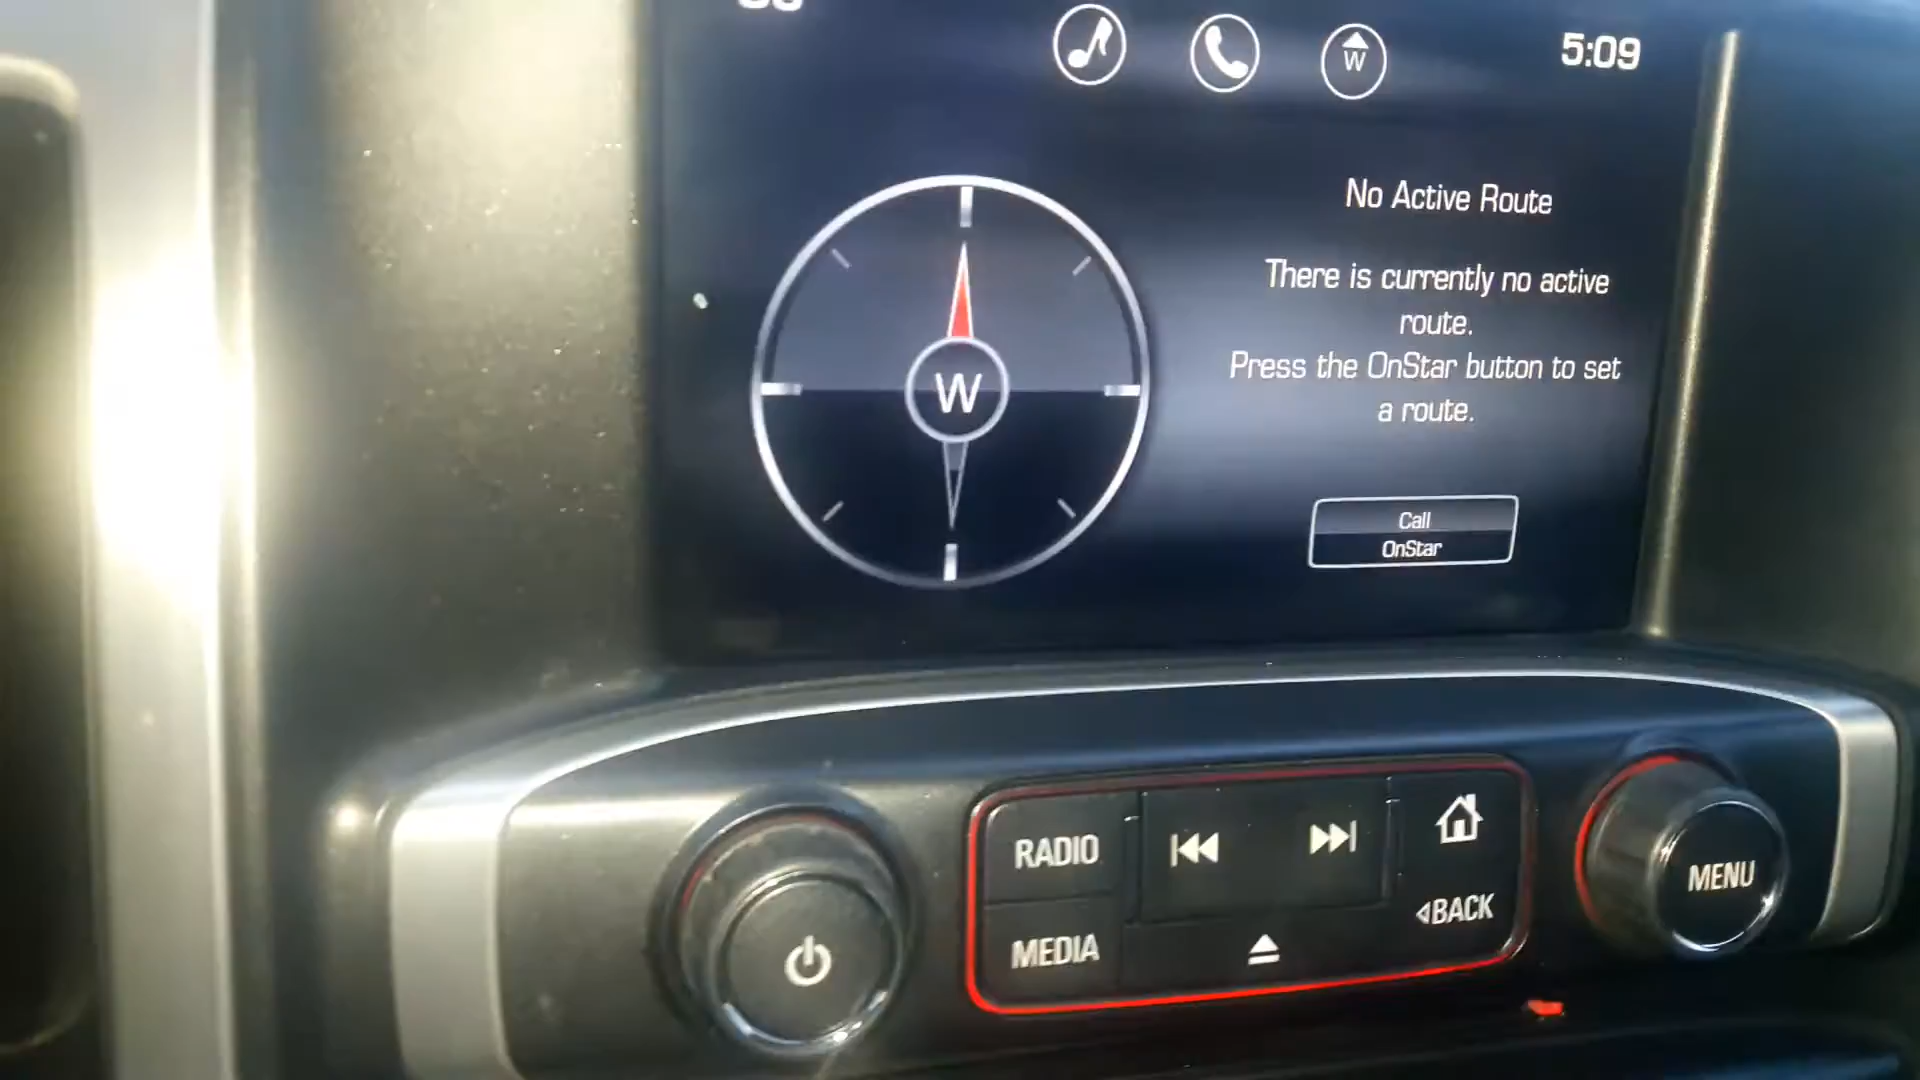 5:09
W
No Active Route
There is currently no active
route.
Press the OnStar button to set
a route.
W
Call
OnStar
RADIO
MEDIA
◁BACK
MENU